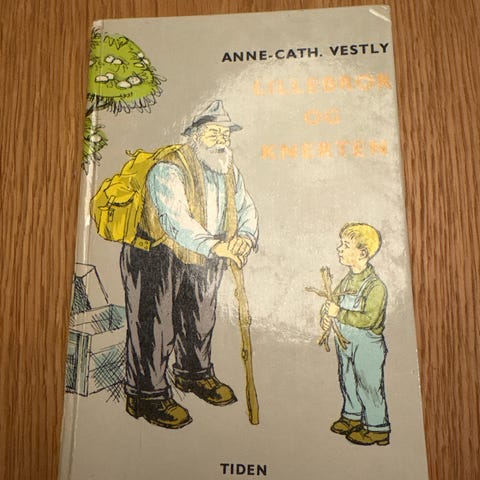 ANNE-CATH. VESTLY
LILLEBROR
OG
KNERTEN
TIDEN